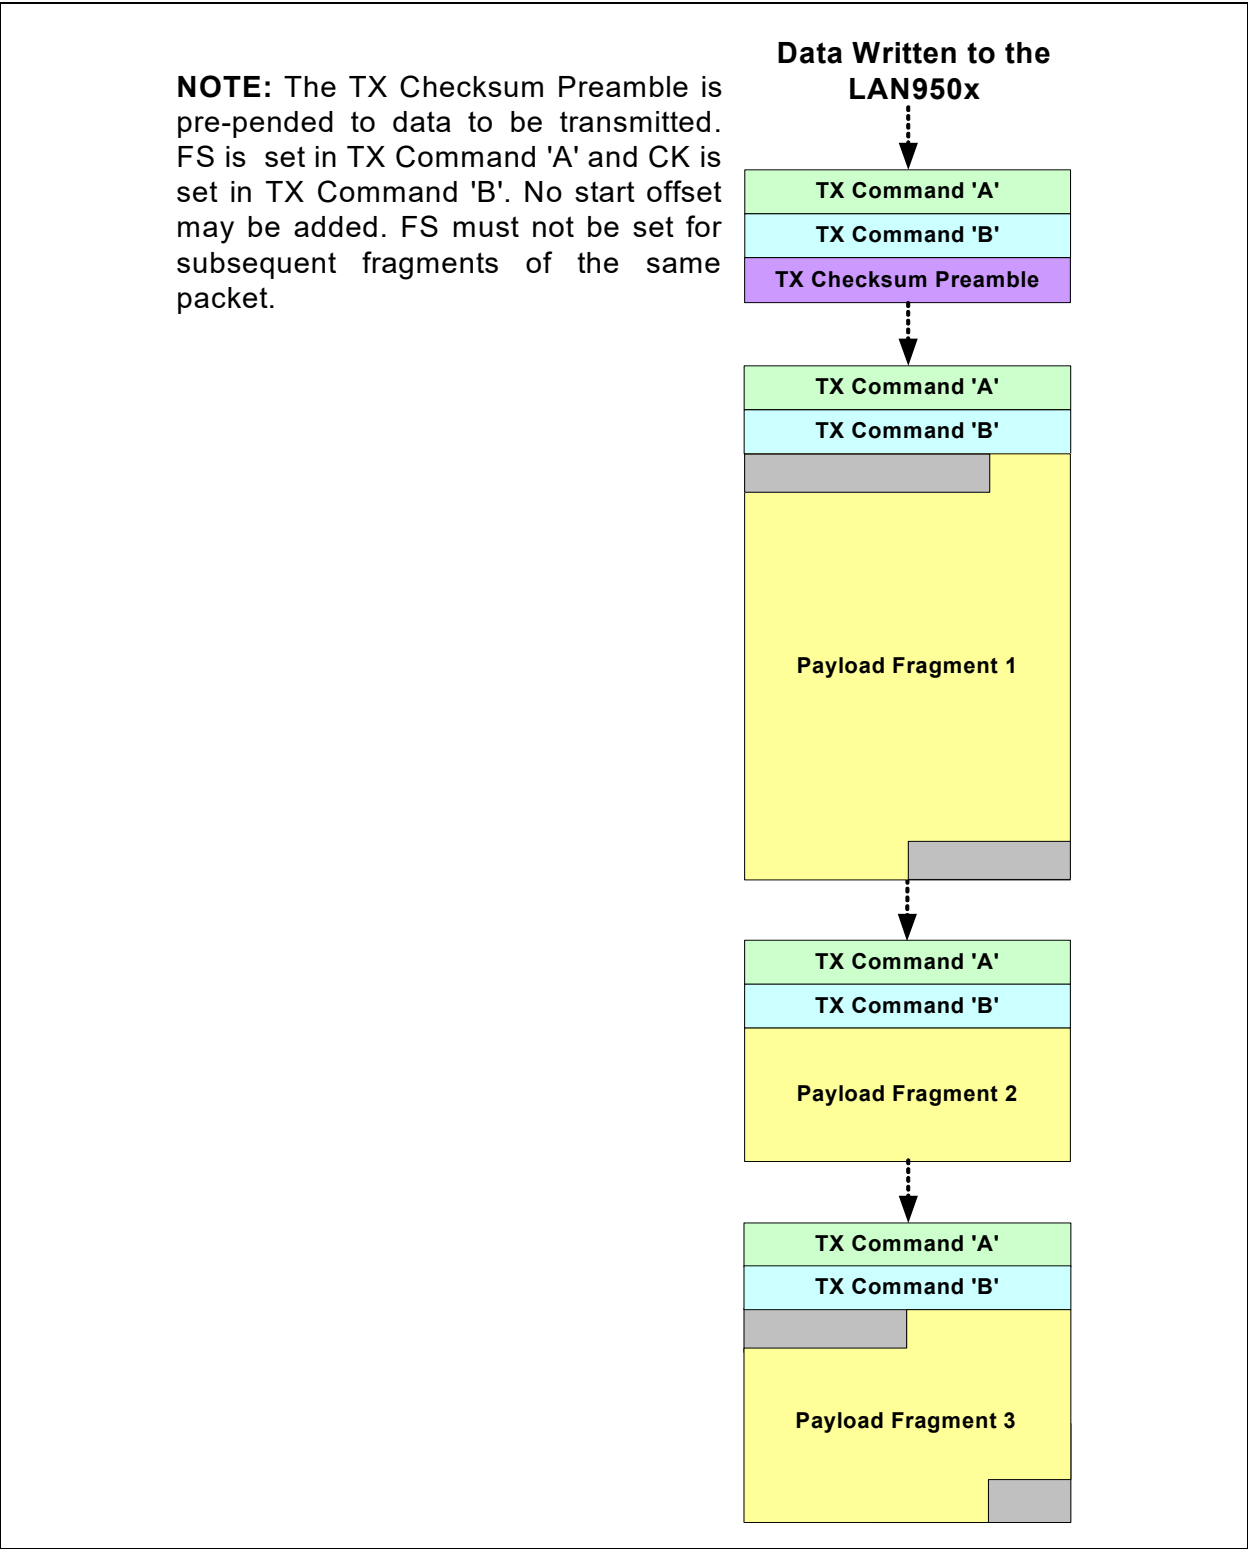 Data Written to the
LAN950x
NOTE: The TX Checksum Preamble is
pre-pended to data to be transmitted.
FS is set in TX Command 'A' and CK is
set in TX Command 'B'. No start offset
may be added. FS must not be set for
subsequent fragments of the same
packet.
TX Command 'A'
TX Command 'B'
TX Checksum Preamble
TX Command 'A'
TX Command 'B'
Payload Fragment 1
TX Command 'A'
TX Command 'B'
Payload Fragment 2
TX Command 'A'
TX Command 'B'
Payload Fragment 3